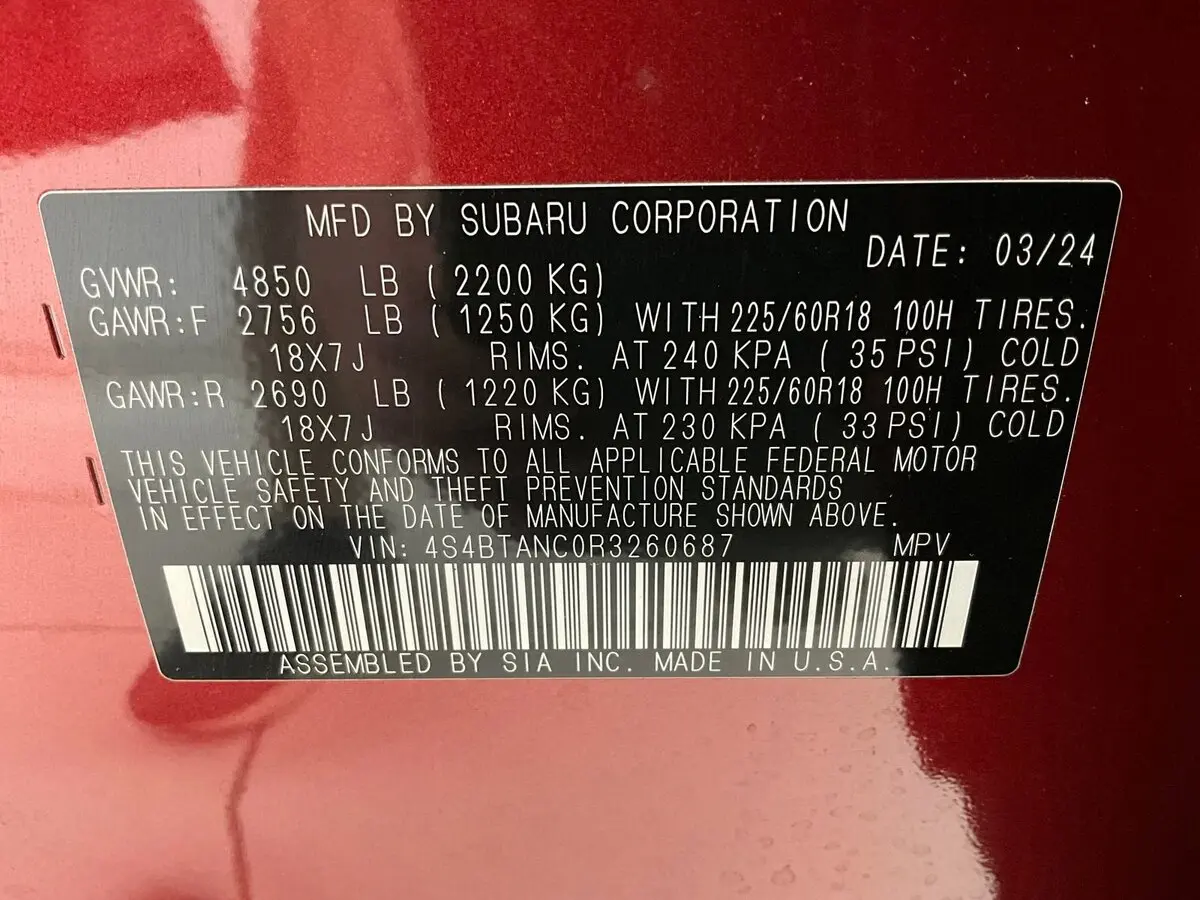 MFD BY SUBARU CORPORATION
DATE: 03/24
GVWR: 4850 LB ( 2200 KG)
GAWR:F 2756 LB ( 1250 KG) WITH 225/60R18 100H TIRES.
18X7J RIMS. AT 240 KPA ( 35 PSI) COLD
GAWR:R 2690 LB ( 1220 KG) WITH 225/60R18 100H TIRES.
18X7J RIMS. AT 230 KPA ( 33 PSI) COLD
THIS VEHICLE CONFORMS TO ALL APPLICABLE FEDERAL MOTOR
VEHICLE SAFETY AND THEFT PREVENTION STANDARDS
IN EFFECT ON THE DATE OF MANUFACTURE SHOWN ABOVE.
VIN: 4S4BTANC0R3260687 MPV
ASSEMBLED BY SIA INC. MADE IN U.S.A.